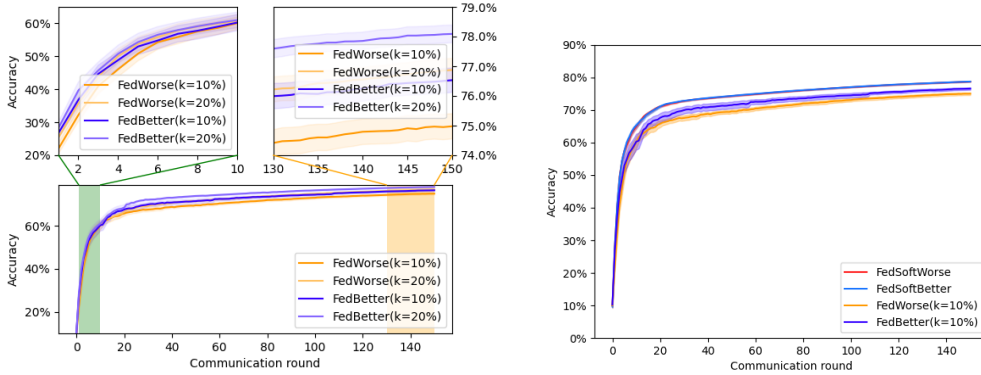 60%
50%
40%
30%
20%
Accuracy
2
4
6
8
10
FedWorse(k=10%)
FedWorse(k=20%)
FedBetter(k=10%)
FedBetter(k=20%)
79.0%
78.0%
77.0%
76.0%
75.0%
74.0%
130
135
140
145
150
FedWorse(k=10%)
FedWorse(k=20%)
FedBetter(k=10%)
FedBetter(k=20%)
60%
40%
20%
Accuracy
0
20
40
60
80
100
120
140
Communication round
FedWorse(k=10%)
FedWorse(k=20%)
FedBetter(k=10%)
FedBetter(k=20%)
90%
80%
70%
60%
50%
40%
30%
20%
10%
0%
Accuracy
0
20
40
60
80
100
120
140
Communication round
FedSoftWorse
FedSoftBetter
FedWorse(k=10%)
FedBetter(k=10%)